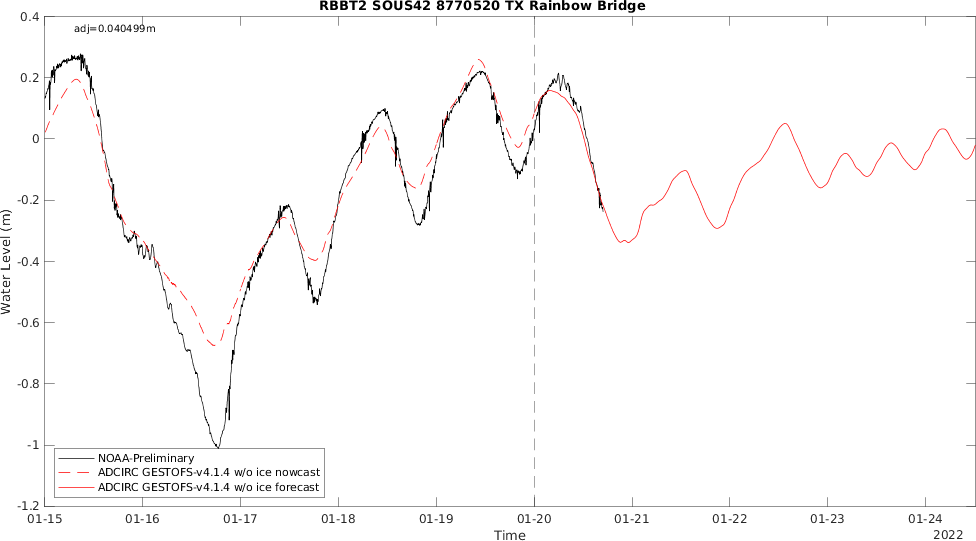 RBBT2 SOUS42 8770520 TX Rainbow Bridge
adj=0.040499m
0.4
0.2
0
-0.2
-0.4
-0.6
-0.8
-1
-1.2
Water Level (m)
NOAA-Preliminary
ADCIRC GESTOFS-v4.1.4 w/o ice nowcast
ADCIRC GESTOFS-v4.1.4 w/o ice forecast
01-15 01-16 01-17 01-18 01-19 01-20 01-21 01-22 01-23 01-24
Time
2022